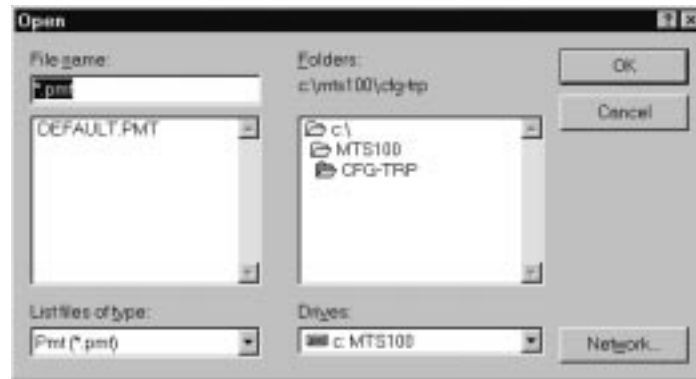 Open
File name:
*.pmt
DEFAULT.PMT
Folders:
c:\mts100\cfg-trp
c:\
MTS100
CFG-TRP
OK
Cancel
List files of type:
Pmt (*.pmt)
Drives:
c: MTS100
Network...